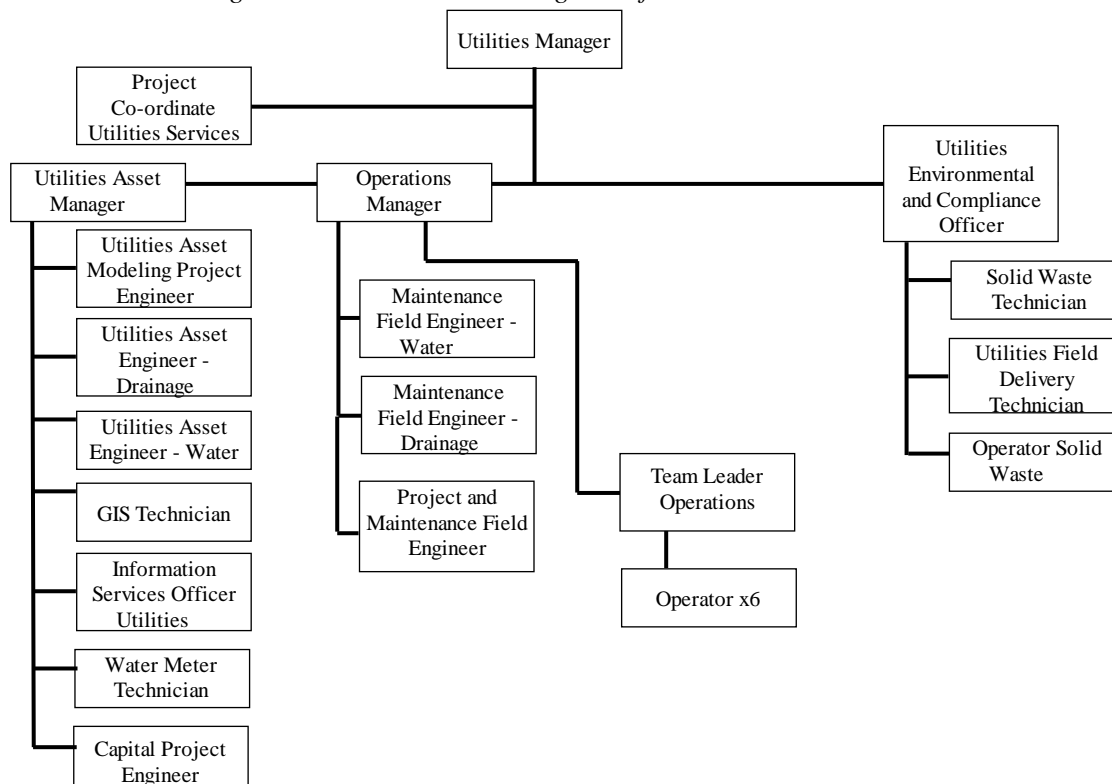 Utilities Manager
Project
Co-ordinate
Utilities Services
Utilities Asset
Manager
Operations
Manager
Utilities
Environmental
and Compliance
Officer
Utilities Asset
Modeling Project
Engineer
Utilities Asset
Engineer -
Drainage
Utilities Asset
Engineer - Water
GIS Technician
Information
Services Officer
Utilities
Water Meter
Technician
Capital Project
Engineer
Maintenance
Field Engineer -
Water
Maintenance
Field Engineer -
Drainage
Project and
Maintenance Field
Engineer
Team Leader
Operations
Operator x6
Solid Waste
Technician
Utilities Field
Delivery
Technician
Operator Solid
Waste